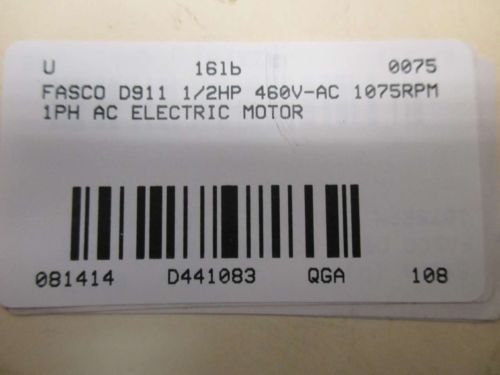 U 16lb 0075
FASCO D911 1/2HP 460V-AC 1075RPM
1PH AC ELECTRIC MOTOR
081414 D441083 QGA 108